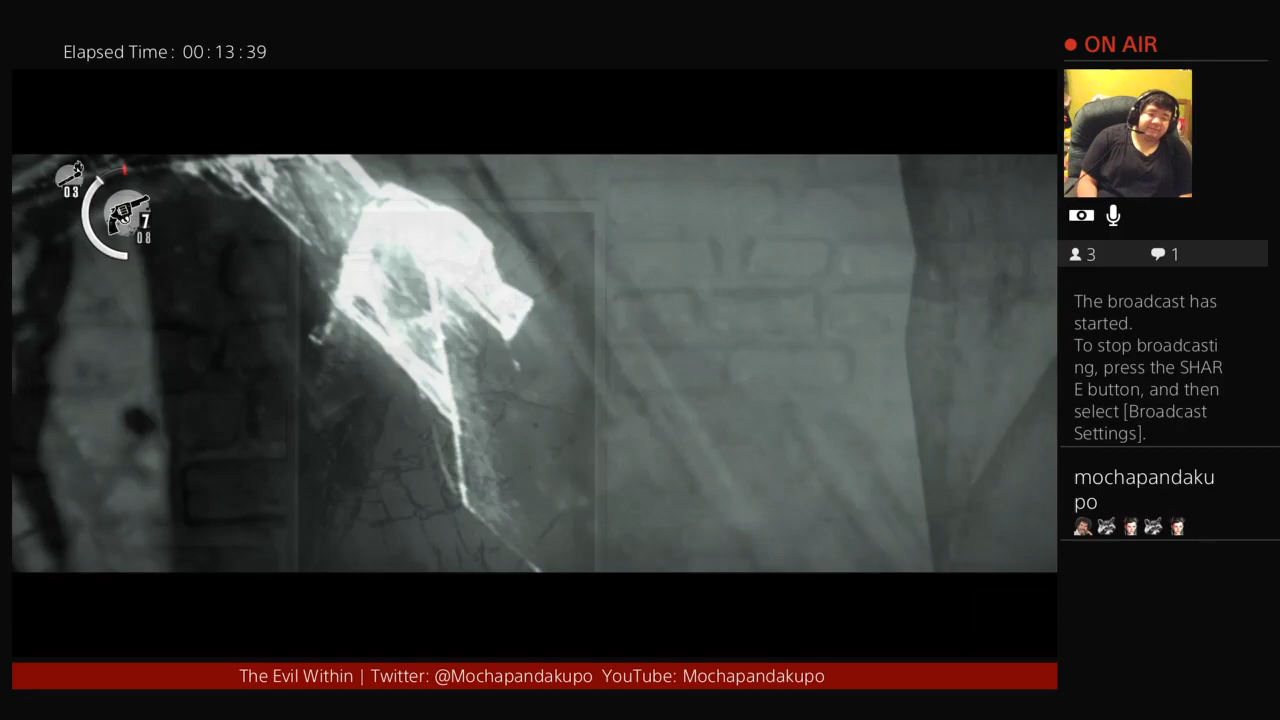 Elapsed Time: 00:13:39
ON AIR
03
7
08
3
1
The broadcast has
started.
To stop broadcasti
ng, press the SHAR
E button, and then
select [Broadcast
Settings].
mochapandaku
po
The Evil Within | Twitter: @Mochapandakupo YouTube: Mochapandakupo